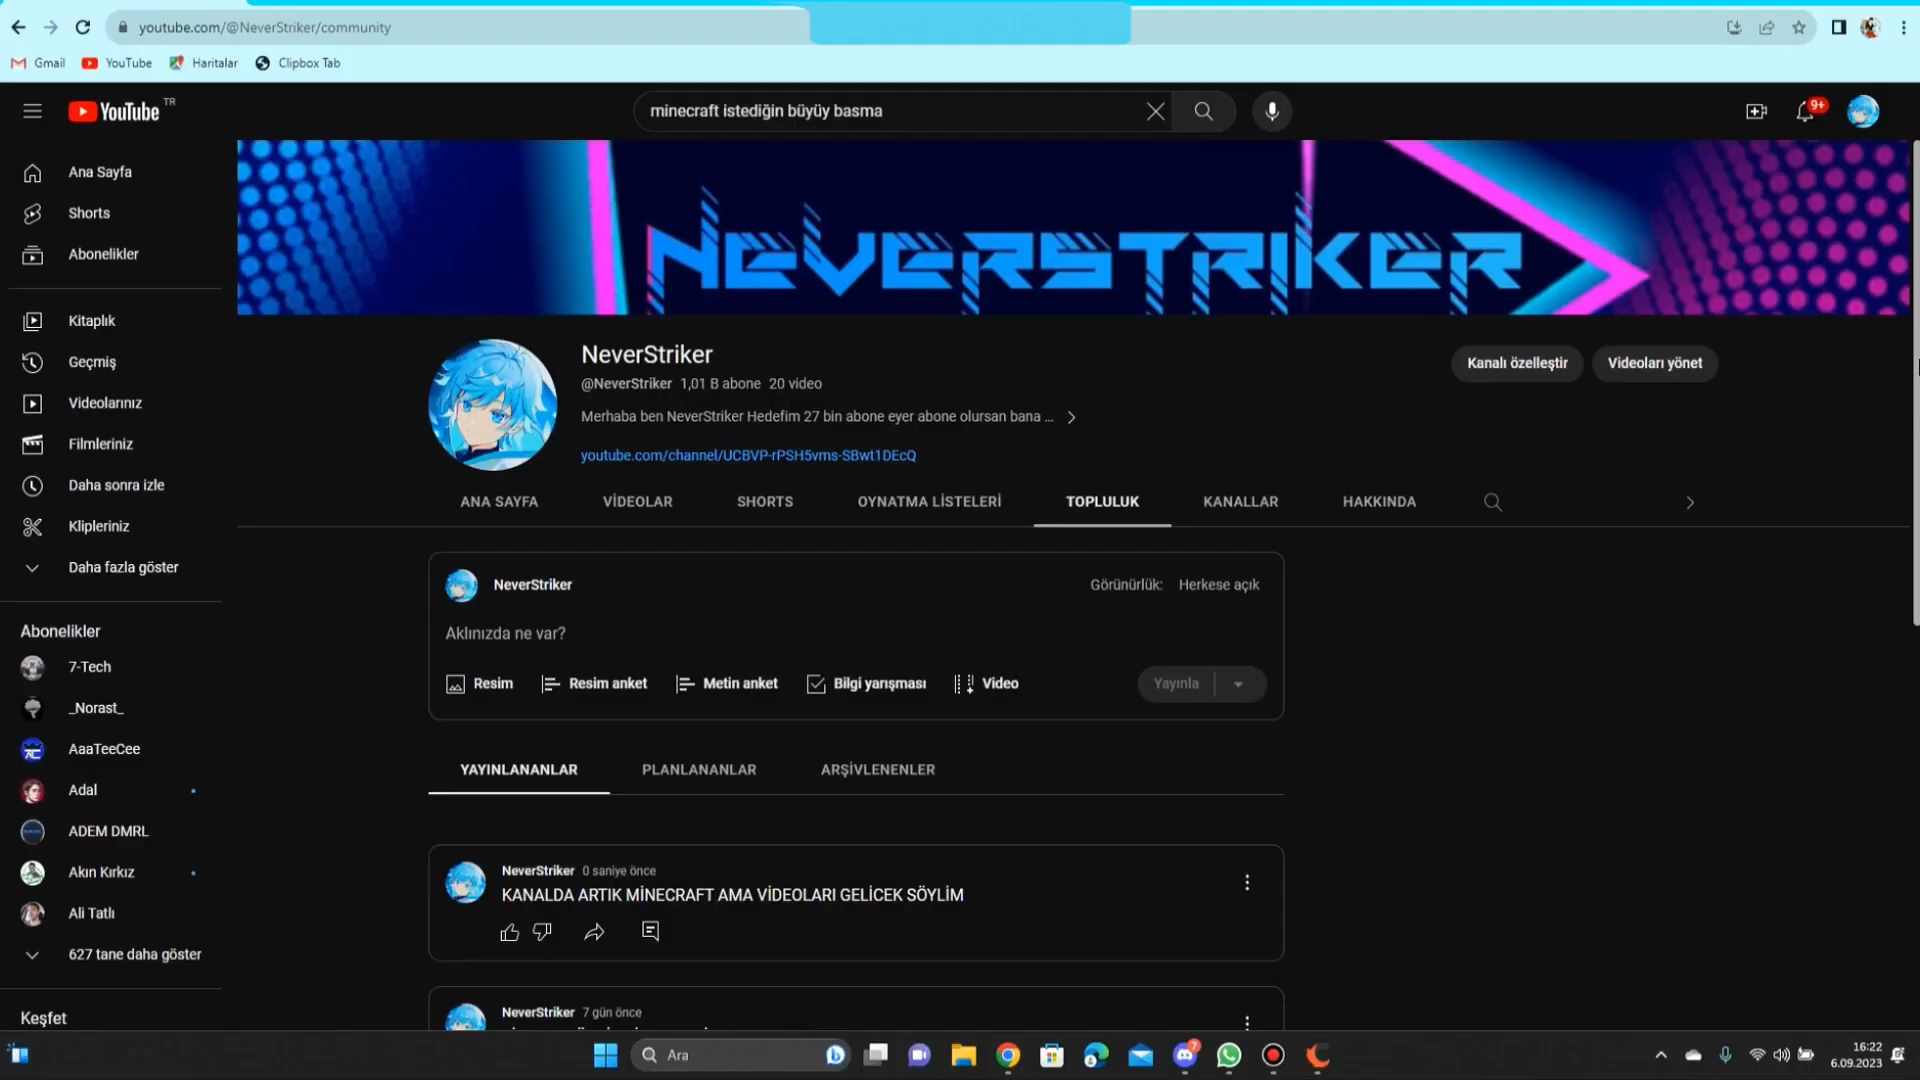 youtube.com/@NeverStriker/community
Gmail
YouTube
Haritalar
Clipbox Tab
YouTube TR
minecraft istediğin büyüy basma
9+
Ana Sayfa
Shorts
Abonelikler
Kitaplık
Geçmiş
Videolarınız
Filmleriniz
Daha sonra izle
Klipleriniz
Daha fazla göster
Abonelikler
7-Tech
_Norast_
AaaTeeCee
Adal
ADEM DMRL
Akın Kırkız
Ali Tatlı
627 tane daha göster
Keşfet
NEVERSTRIKER
NeverStriker
@NeverStriker 1,01 B abone 20 video
Merhaba ben NeverStriker Hedefim 27 bin abone eyer abone olursan bana ...
youtube.com/channel/UCBVP-rPSH5vms-SBwt1DEcQ
Kanalı özelleştir
Videoları yönet
ANA SAYFA
VİDEOLAR
SHORTS
OYNATMA LİSTELERİ
TOPLULUK
KANALLAR
HAKKINDA
NeverStriker
Görünürlük: Herkese açık
Aklınızda ne var?
Resim
Resim anket
Metin anket
Bilgi yarışması
Video
Yayınla
YAYINLANANLAR
PLANLANANLAR
ARŞİVLENENLER
NeverStriker 0 saniye önce
KANALDA ARTIK MİNECRAFT AMA VİDEOLARI GELİCEK SÖYLİM
NeverStriker 7 gün önce
Ara
7
16:22
6.09.2023